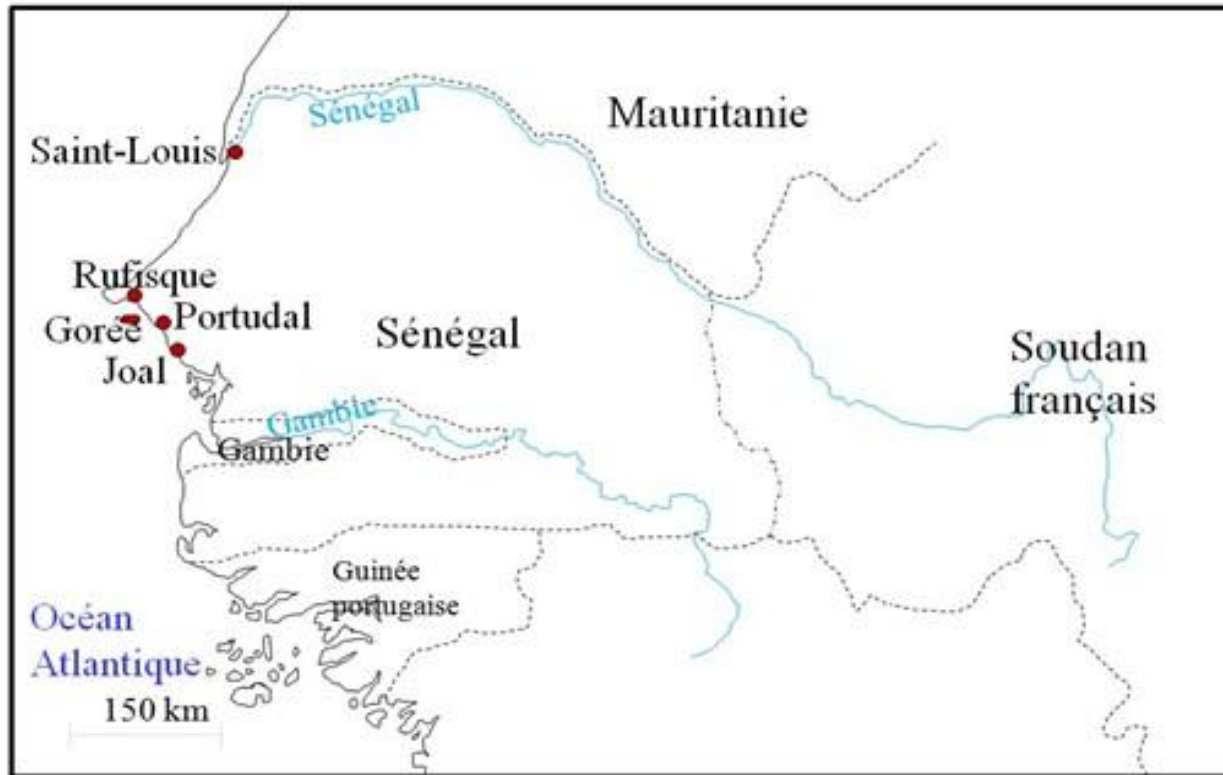 Sénégal
Mauritanie
Saint-Louis
Rufisque
Gorée
Portudal
Sénégal
Joal
Soudan
français
Gambie
Gambie
Guinée
portugaise
Océan
Atlantique
150 km